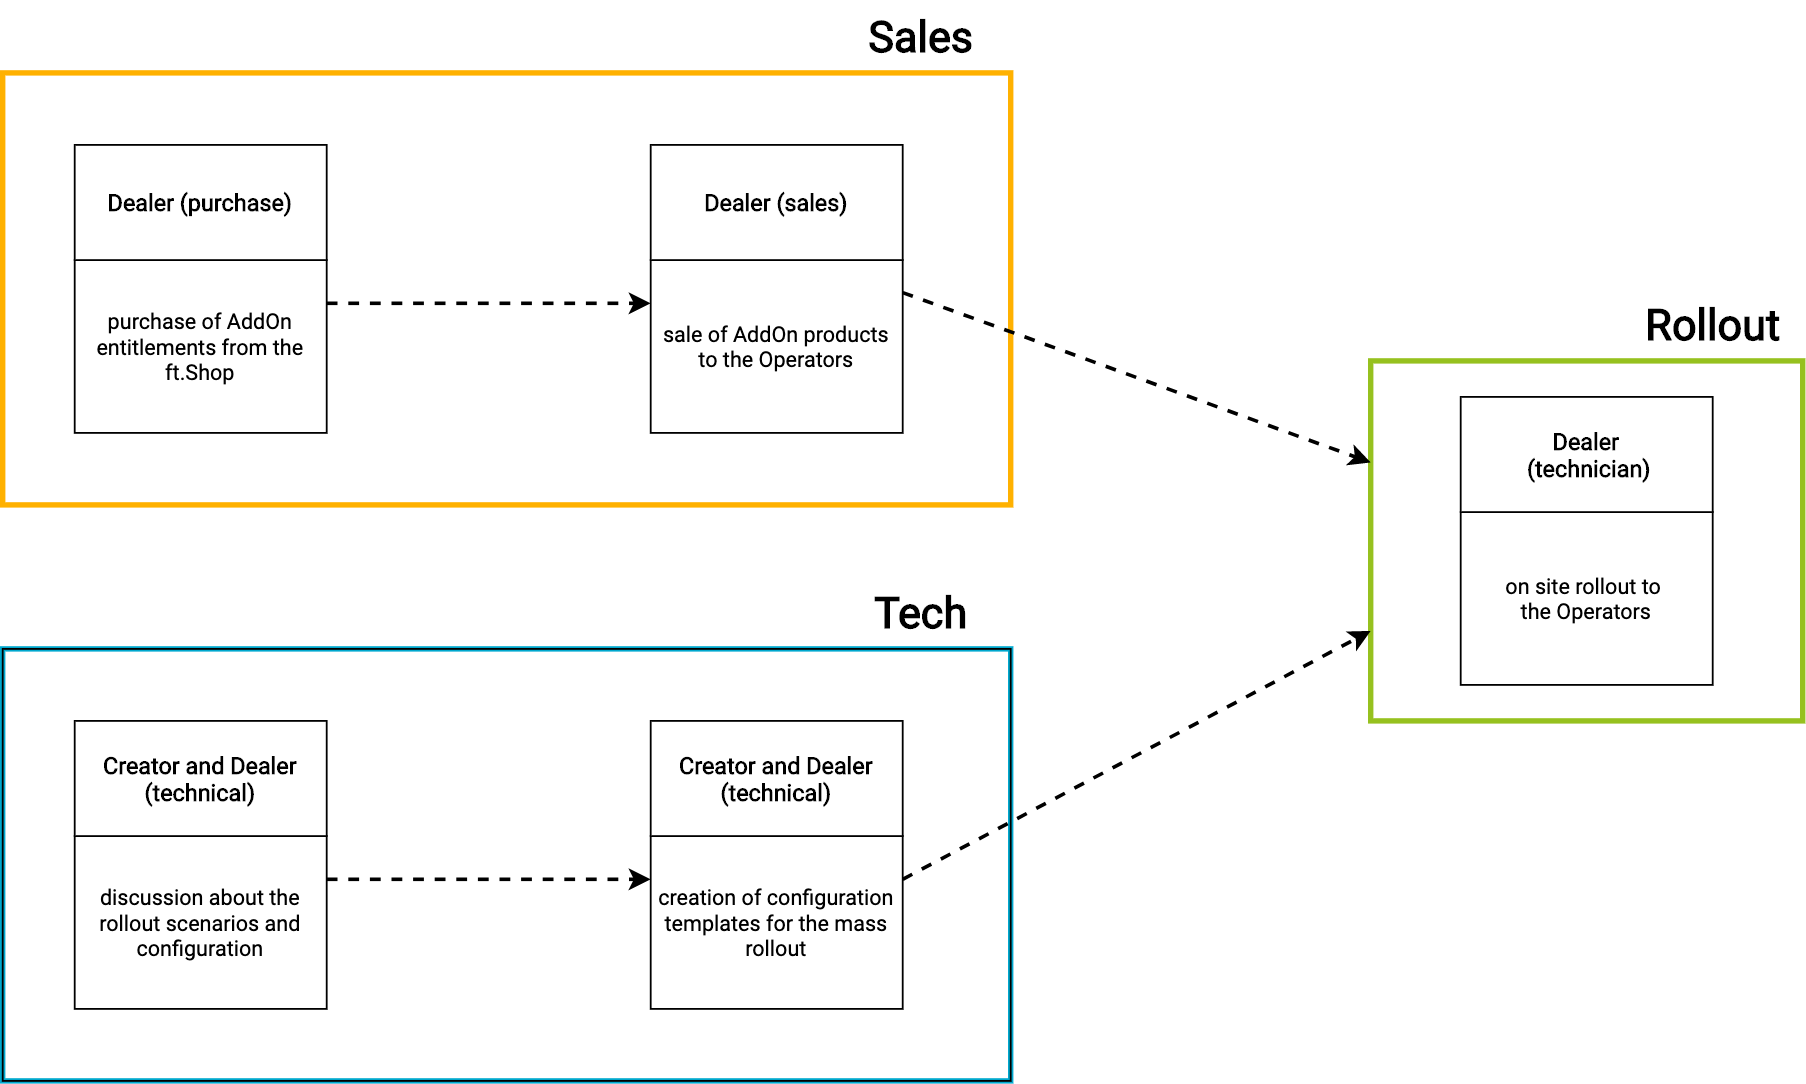 Sales
Dealer (purchase)
purchase of AddOn
entitlements from the
ft.Shop
Dealer (sales)
sale of AddOn products
to the Operators
Rollout
Dealer
(technician)
on site rollout to
the Operators
Tech
Creator and Dealer
(technical)
discussion about the
rollout scenarios and
configuration
Creator and Dealer
(technical)
creation of configuration
templates for the mass
rollout